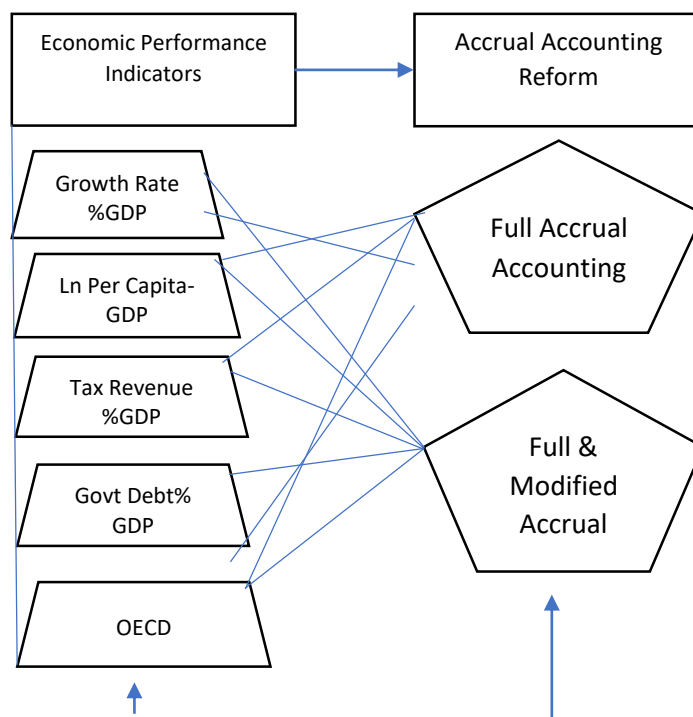 Economic Performance
Indicators
Accrual Accounting
Reform
Growth Rate
%GDP
Full Accrual
Accounting
Ln Per Capita-
GDP
Tax Revenue
%GDP
Full &
Modified
Accrual
Govt Debt%
GDP
OECD